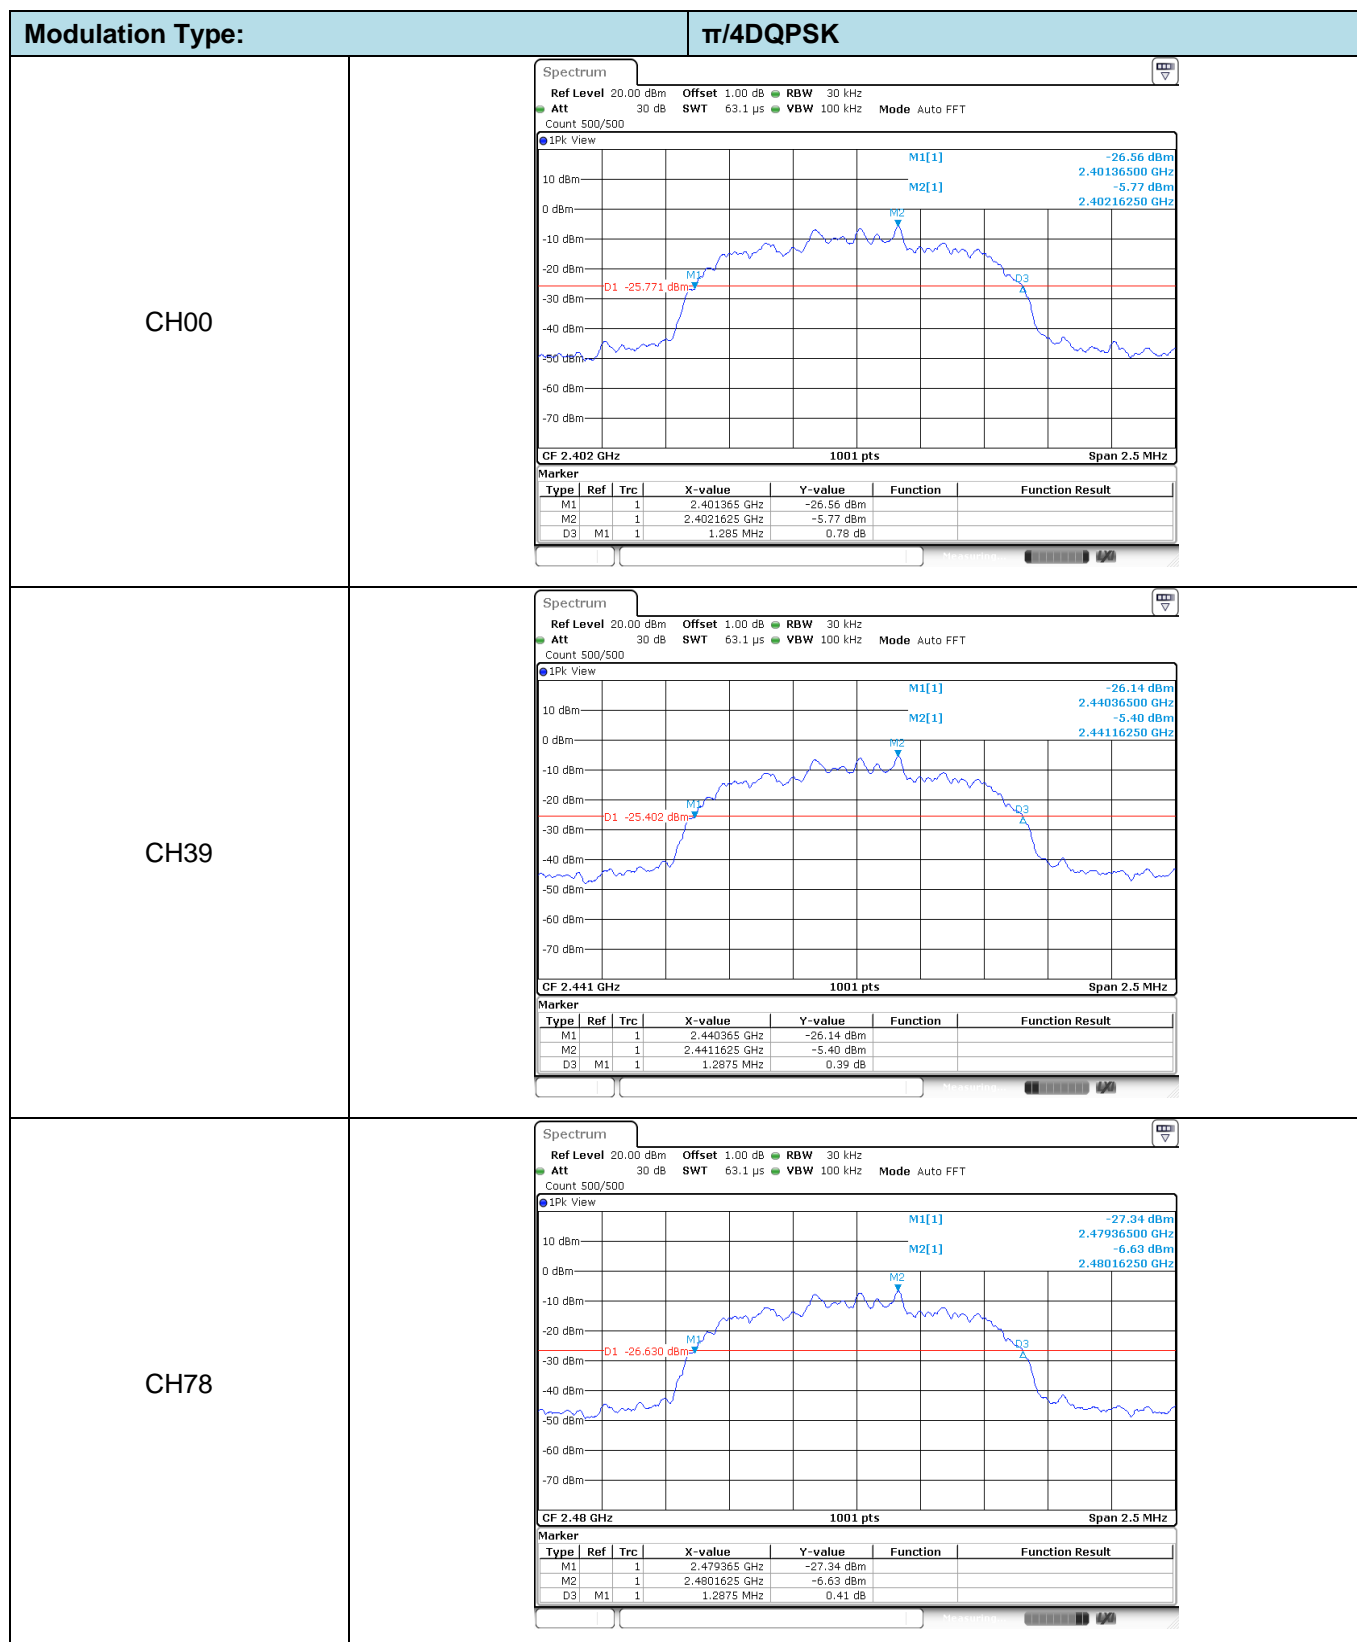 Modulation Type: π/4DQPSK
CH00
Spectrum
Ref Level 20.00 dBm Offset 1.00 dB RBW 30 kHz
Att 30 dB SWT 63.1 µs VBW 100 kHz Mode Auto FFT
Count 500/500
1Pk View
M1[1] -26.56 dBm
2.40136500 GHz
M2[1] -5.77 dBm
2.40216250 GHz
10 dBm
0 dBm
M2
-10 dBm
-20 dBm
M1
D3
D1 -25.771 dBm
-30 dBm
-40 dBm
-50 dBm
-60 dBm
-70 dBm
CF 2.402 GHz 1001 pts Span 2.5 MHz
Marker
Type Ref Trc X-value Y-value Function Function Result
M1 1 2.401365 GHz -26.56 dBm
M2 1 2.4021625 GHz -5.77 dBm
D3 M1 1 1.285 MHz 0.78 dB
Measuring...
CH39
Spectrum
Ref Level 20.00 dBm Offset 1.00 dB RBW 30 kHz
Att 30 dB SWT 63.1 µs VBW 100 kHz Mode Auto FFT
Count 500/500
1Pk View
M1[1] -26.14 dBm
2.44036500 GHz
M2[1] -5.40 dBm
2.44116250 GHz
10 dBm
0 dBm
M2
-10 dBm
-20 dBm
M1
D3
D1 -25.402 dBm
-30 dBm
-40 dBm
-50 dBm
-60 dBm
-70 dBm
CF 2.441 GHz 1001 pts Span 2.5 MHz
Marker
Type Ref Trc X-value Y-value Function Function Result
M1 1 2.440365 GHz -26.14 dBm
M2 1 2.4411625 GHz -5.40 dBm
D3 M1 1 1.2875 MHz 0.39 dB
Measuring...
CH78
Spectrum
Ref Level 20.00 dBm Offset 1.00 dB RBW 30 kHz
Att 30 dB SWT 63.1 µs VBW 100 kHz Mode Auto FFT
Count 500/500
1Pk View
M1[1] -27.34 dBm
2.47936500 GHz
M2[1] -6.63 dBm
2.48016250 GHz
10 dBm
0 dBm
M2
-10 dBm
-20 dBm
M1
D3
D1 -26.630 dBm
-30 dBm
-40 dBm
-50 dBm
-60 dBm
-70 dBm
CF 2.48 GHz 1001 pts Span 2.5 MHz
Marker
Type Ref Trc X-value Y-value Function Function Result
M1 1 2.479365 GHz -27.34 dBm
M2 1 2.4801625 GHz -6.63 dBm
D3 M1 1 1.2875 MHz 0.41 dB
Measuring...